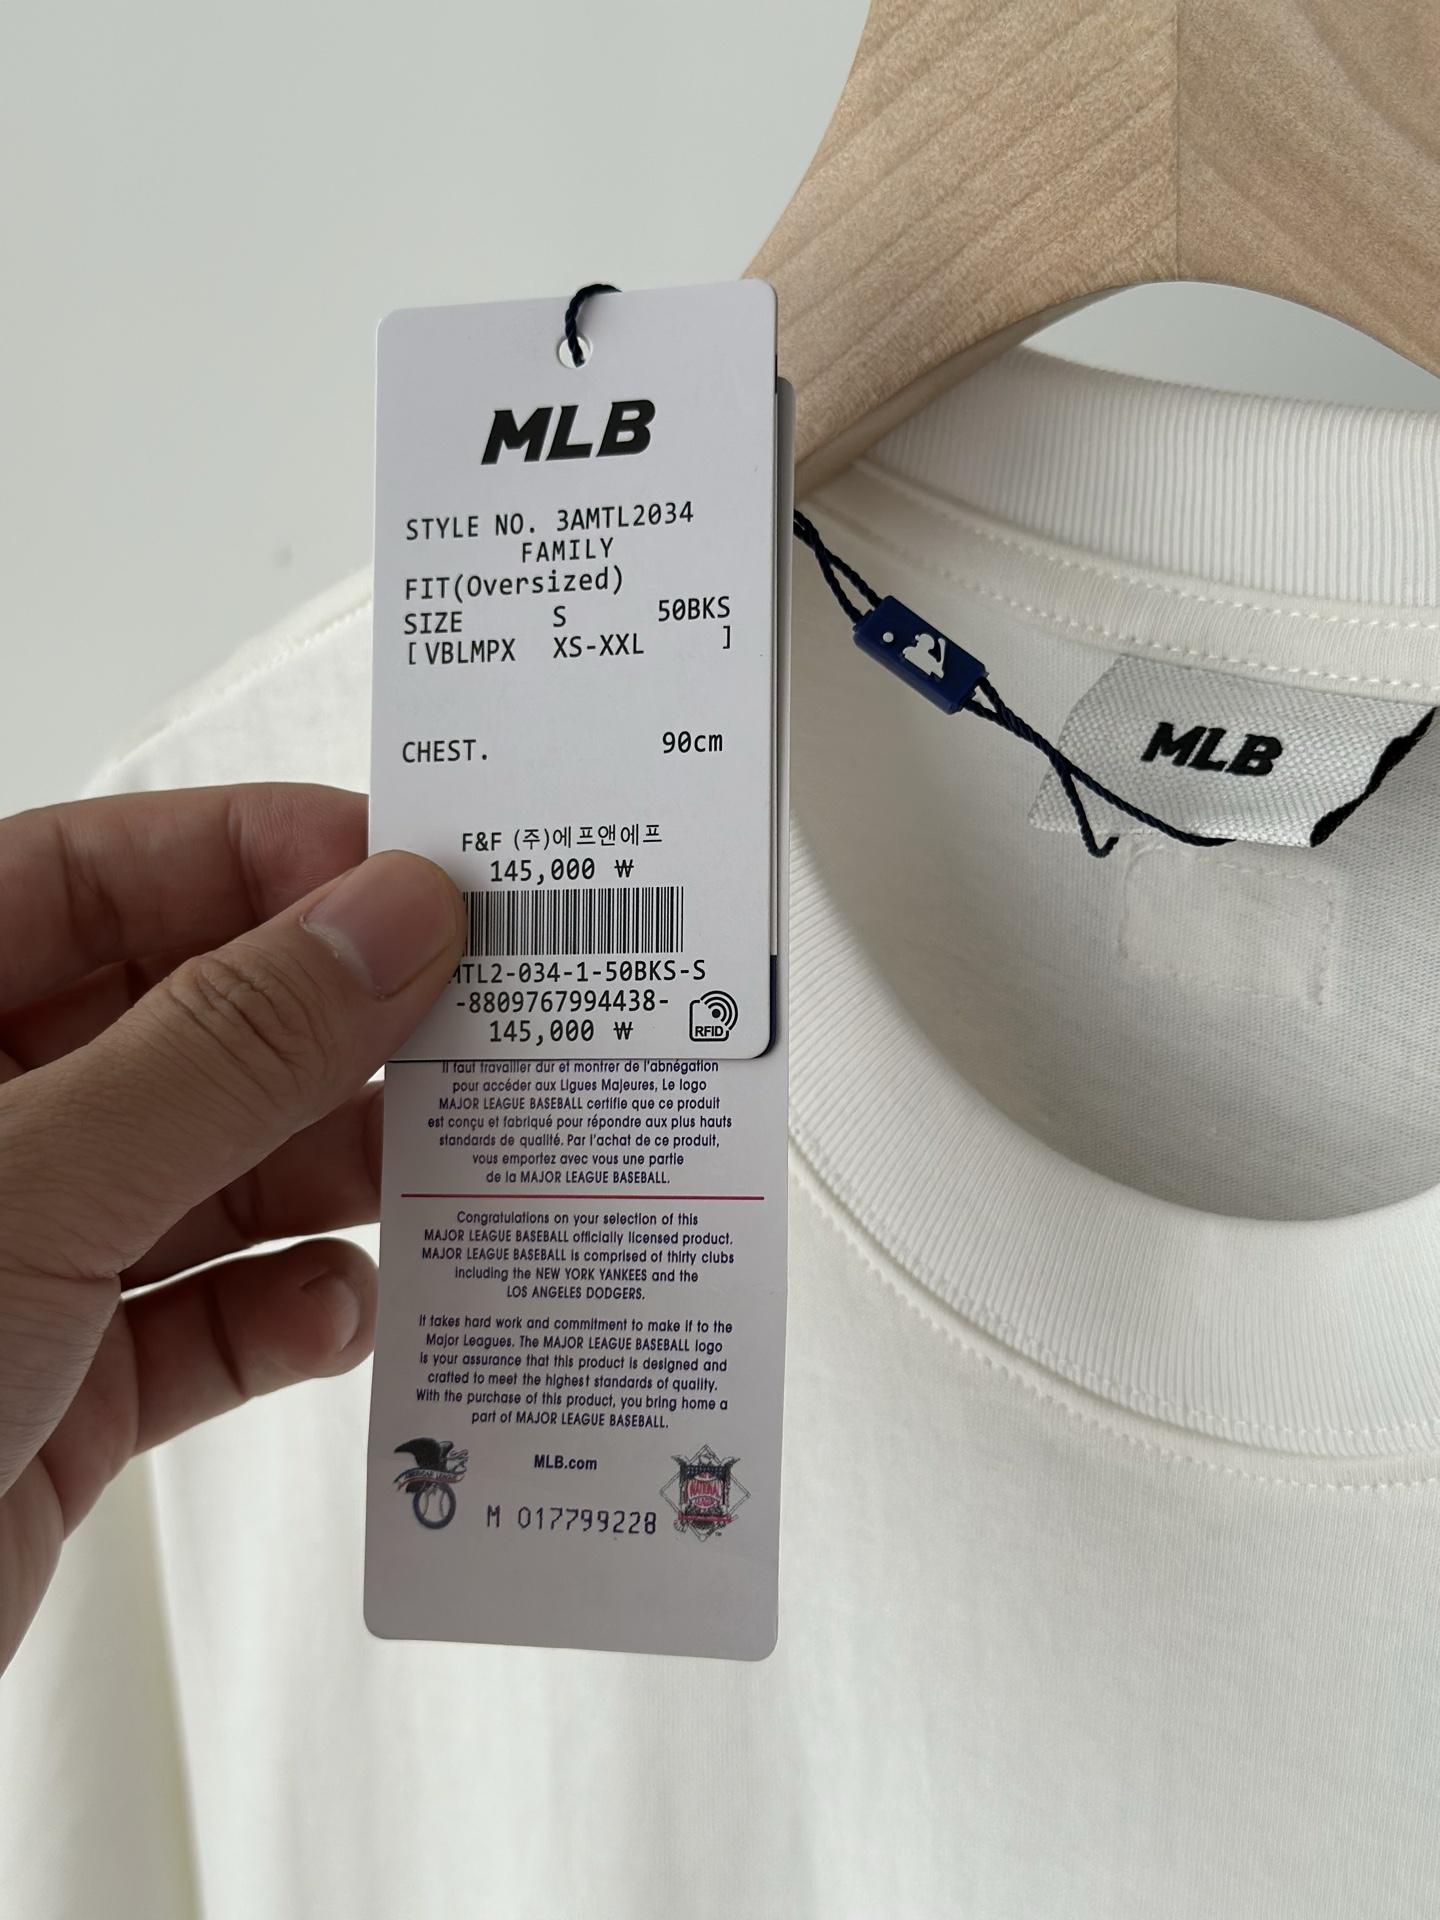 MLB
STYLE NO. 3AMTL2034
FAMILY
FIT(Oversized)
SIZE S 50BKS
[VBLMPX XS-XXL ]
CHEST. 90cm
F&F (주)에프앤에프
145,000 ₩
MTL2-034-1-50BKS-S
-8809767994438-
145,000 ₩
RFID
Il faut travailler dur et montrer de l'abnégation
pour accéder aux Ligues Majeures, Le logo
MAJOR LEAGUE BASEBALL certifie que ce produit
est conçu et fabriqué pour répondre aux plus hauts
standards de qualité. Par l'achat de ce produit,
vous emportez avec vous une partie
de la MAJOR LEAGUE BASEBALL.
Congratulations on your selection of this
MAJOR LEAGUE BASEBALL officially licensed product.
MAJOR LEAGUE BASEBALL is comprised of thirty clubs
including the NEW YORK YANKEES and the
LOS ANGELES DODGERS.
It takes hard work and commitment to make it to the
Major Leagues. The MAJOR LEAGUE BASEBALL logo
is your assurance that this product is designed and
crafted to meet the highest standards of quality.
With the purchase of this product, you bring home a
part of MAJOR LEAGUE BASEBALL.
AMERICAN LEAGUE
MLB.com
NATIONAL
M 017799228
MLB